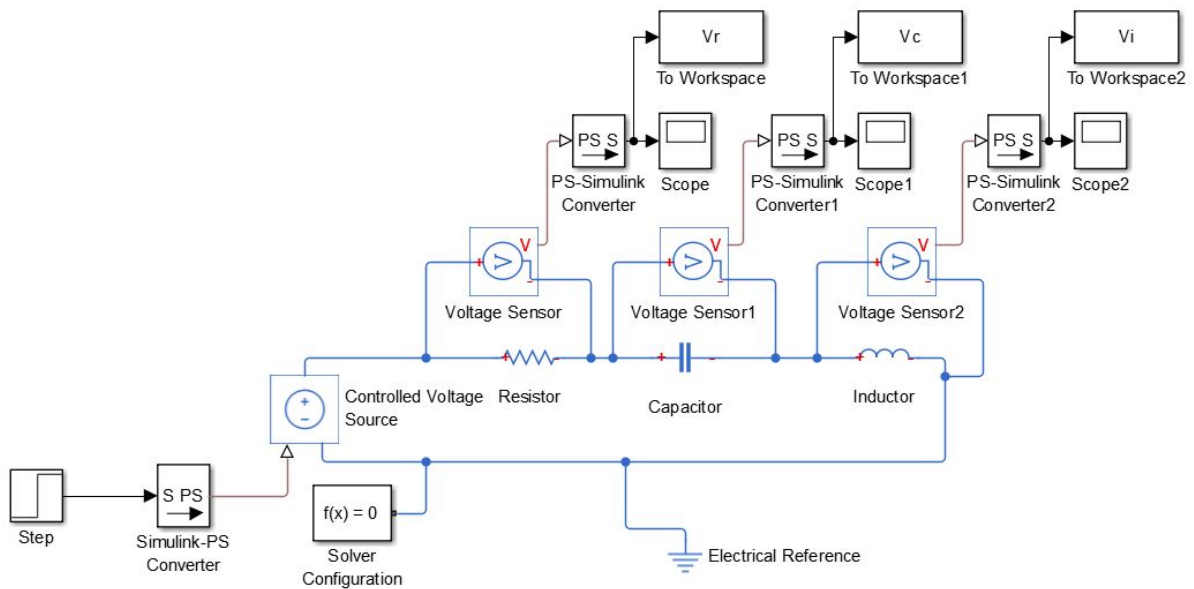 Vr
Vc
Vi
To Workspace
To Workspace1
To Workspace2
PS S
PS S
PS S
PS-Simulink
Converter
Scope
PS-Simulink
Converter1
Scope1
PS-Simulink
Converter2
Scope2
V
V
V
V
V
V
+
-
+
-
+
-
Voltage Sensor
Voltage Sensor1
Voltage Sensor2
+
-
+
-
+
-
+
-
Controlled Voltage
Source
Resistor
Capacitor
Inductor
S PS
f(x) = 0
Step
Simulink-PS
Converter
Solver
Configuration
Electrical Reference